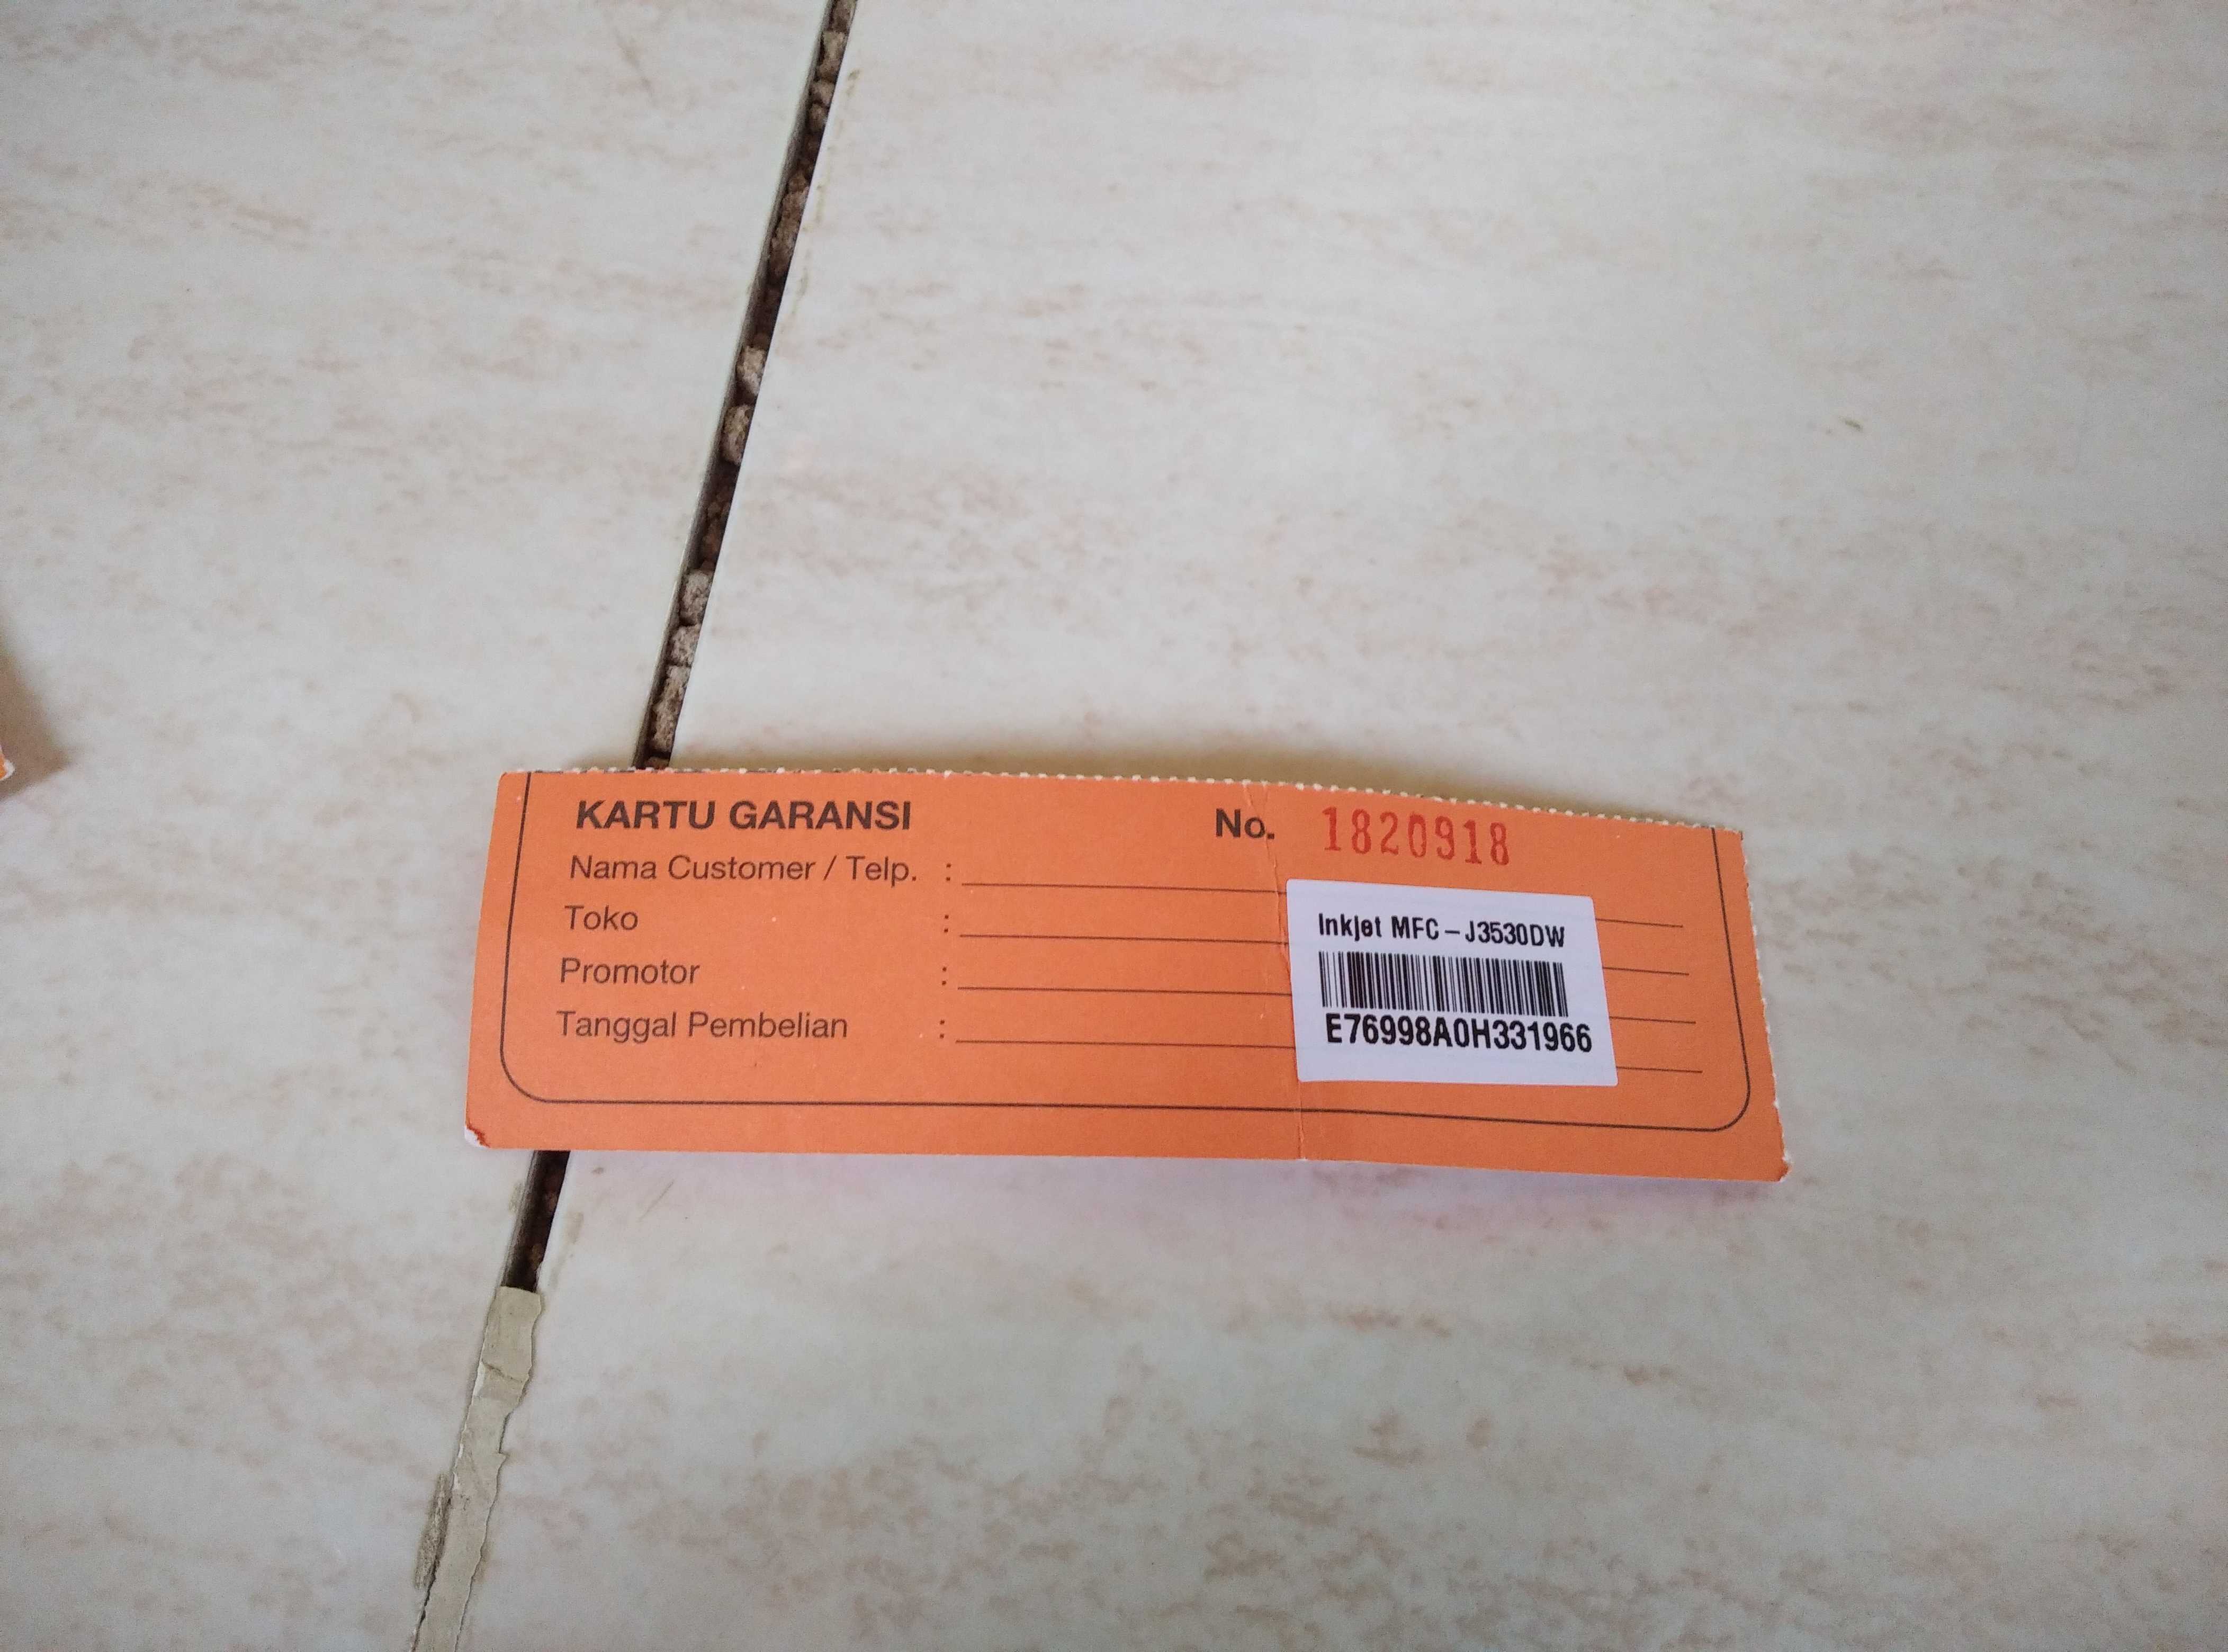 KARTU GARANSI No. 1820918
Nama Customer / Telp. :
Toko :
Promotor :
Tanggal Pembelian :
Inkjet MFC-J3530DW
E76998A0H331966